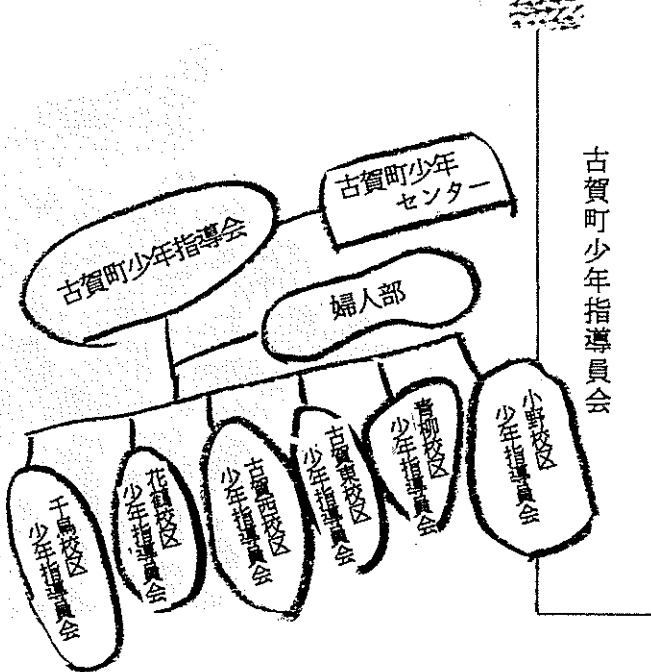 古賀町少年指導員会
古賀町少年
センター
古賀町少年指導会
婦人部
小野校区
少年指導員会
青柳校区
少年指導員会
古賀東校区
少年指導員会
古賀西校区
少年指導員会
花鶴校区
少年指導員会
千鳥校区
少年指導員会